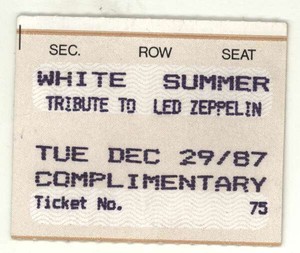 SEC. ROW SEAT
WHITE SUMMER
TRIBUTE TO LED ZEPPELIN
TUE DEC 29/87
COMPLIMENTARY
Ticket No. 75